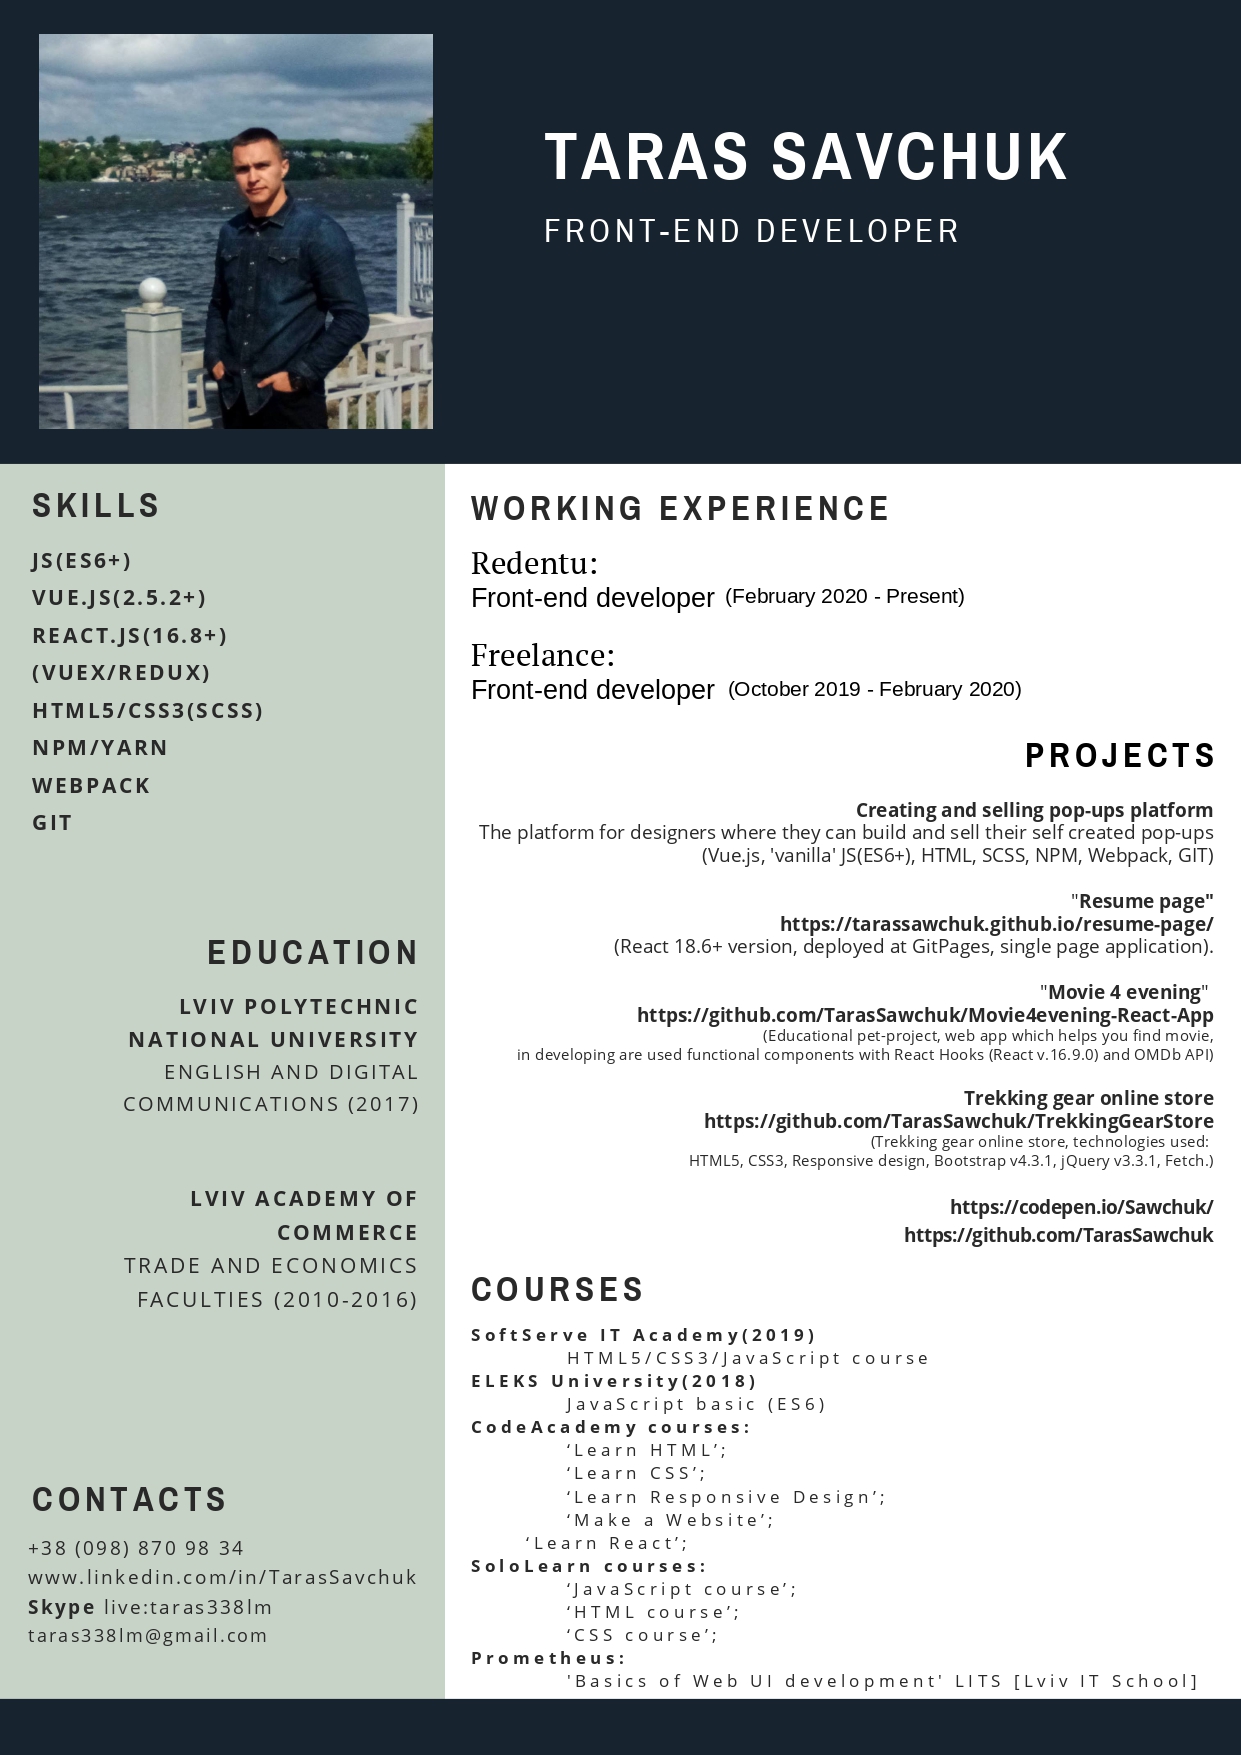 TARAS SAVCHUK
FRONT-END DEVELOPER
SKILLS
JS(ES6+)
VUE.JS(2.5.2+)
REACT.JS(16.8+)
(VUEX/REDUX)
HTML5/CSS3(SCSS)
NPM/YARN
WEBPACK
GIT
EDUCATION
LVIV POLYTECHNIC
NATIONAL UNIVERSITY
ENGLISH AND DIGITAL
COMMUNICATIONS (2017)
LVIV ACADEMY OF
COMMERCE
TRADE AND ECONOMICS
FACULTIES (2010-2016)
CONTACTS
+38 (098) 870 98 34
www.linkedin.com/in/TarasSavchuk
Skype live:taras338lm
taras338lm@gmail.com
WORKING EXPERIENCE
Redentu:
Front-end developer (February 2020 - Present)
Freelance:
Front-end developer (October 2019 - February 2020)
PROJECTS
Creating and selling pop-ups platform
The platform for designers where they can build and sell their self created pop-ups
(Vue.js, 'vanilla' JS(ES6+), HTML, SCSS, NPM, Webpack, GIT)
"Resume page"
https://tarassawchuk.github.io/resume-page/
(React 18.6+ version, deployed at GitPages, single page application).
"Movie 4 evening"
https://github.com/TarasSawchuk/Movie4evening-React-App
(Educational pet-project, web app which helps you find movie,
in developing are used functional components with React Hooks (React v.16.9.0) and OMDb API)
Trekking gear online store
https://github.com/TarasSawchuk/TrekkingGearStore
(Trekking gear online store, technologies used:
HTML5, CSS3, Responsive design, Bootstrap v4.3.1, jQuery v3.3.1, Fetch.)
https://codepen.io/Sawchuk/
https://github.com/TarasSawchuk
COURSES
SoftServe IT Academy(2019)
HTML5/CSS3/JavaScript course
ELEKS University(2018)
JavaScript basic (ES6)
CodeAcademy courses:
‘Learn HTML’;
‘Learn CSS’;
‘Learn Responsive Design’;
‘Make a Website’;
‘Learn React’;
SoloLearn courses:
‘JavaScript course’;
‘HTML course’;
‘CSS course’;
Prometheus:
'Basics of Web UI development' LITS [Lviv IT School]